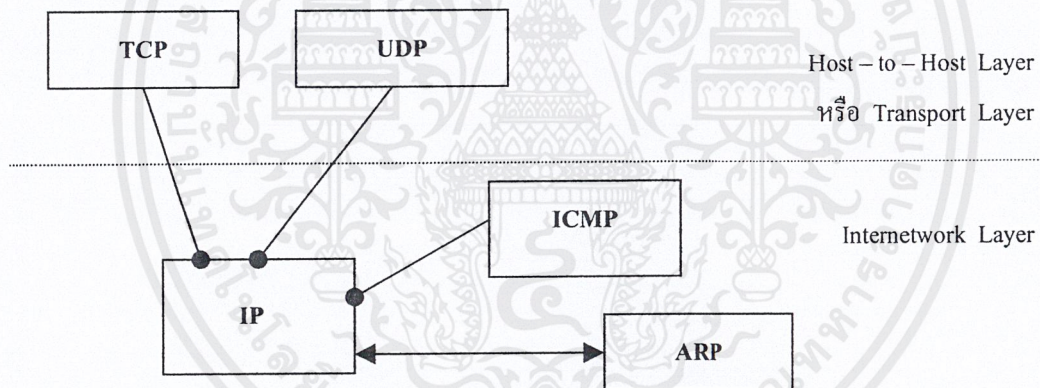 TCP
UDP
Host – to – Host Layer
หรือ Transport Layer
ICMP
Internetwork Layer
IP
ARP